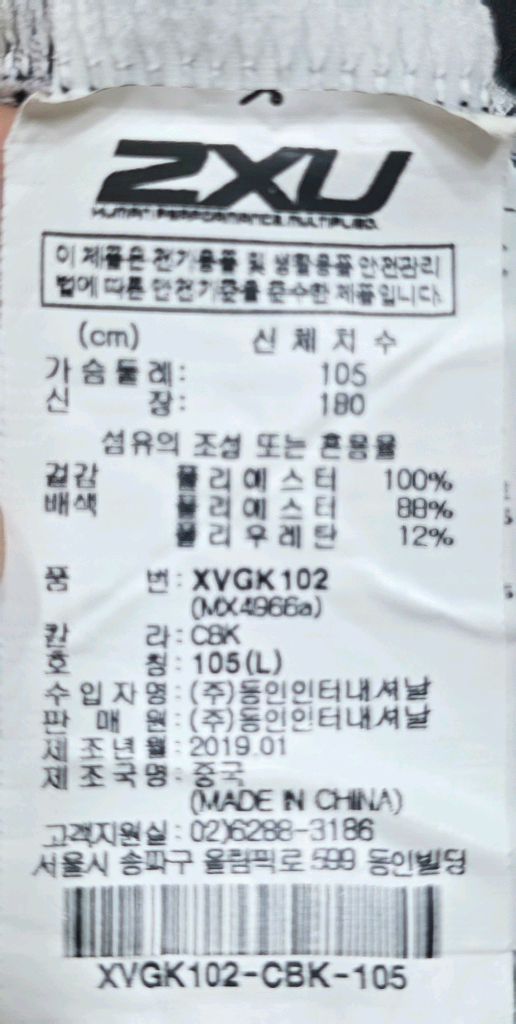 2XU
HUMAN PERFORMANCE MULTIPLIED.
이 제품은 전기용품 및 생활용품 안전관리
법에 따른 안전기준을 준수한 제품입니다.
(cm) 신 체 치 수
가 슴 둘 레 : 105
신 장 : 180
섬유의 조성 또는 혼용율
겉감 폴 리 에 스 터 100%
배색 폴 리 에 스 터 88%
폴 리 우 레 탄 12%
품 번 : XVGK102
(MX4966a)
칼 라 : CBK
호 칭 : 105(L)
수 입 자 명 : (주)동인인터내셔날
판 매 원 : (주)동인인터내셔날
제 조 년 월 : 2019.01
제 조 국 명 : 중국
(MADE IN CHINA)
고객지원실 : 02)6288-3186
서울시 송파구 올림픽로 599 동인빌딩
XVGK102-CBK-105